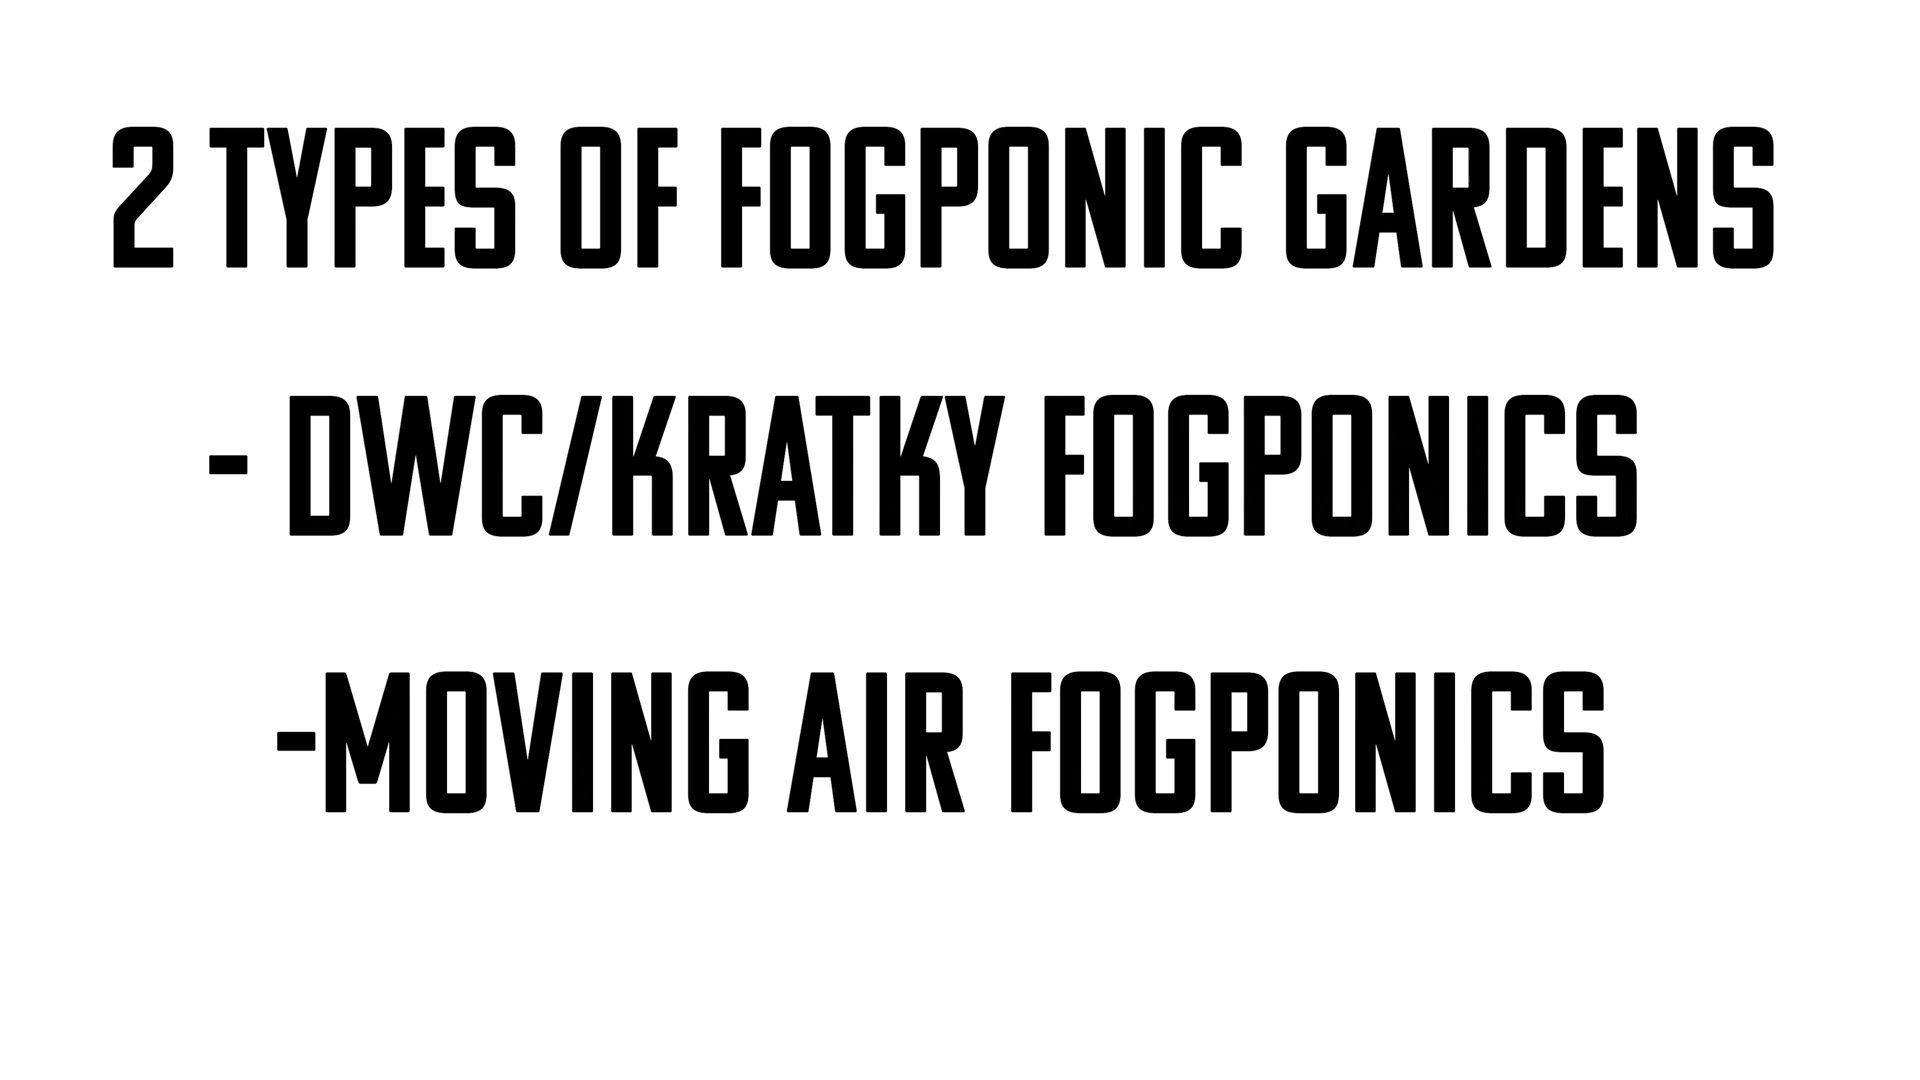 2 TYPES OF FOGPONIC GARDENS
- DWC/KRATKY FOGPONICS
-MOVING AIR FOGPONICS